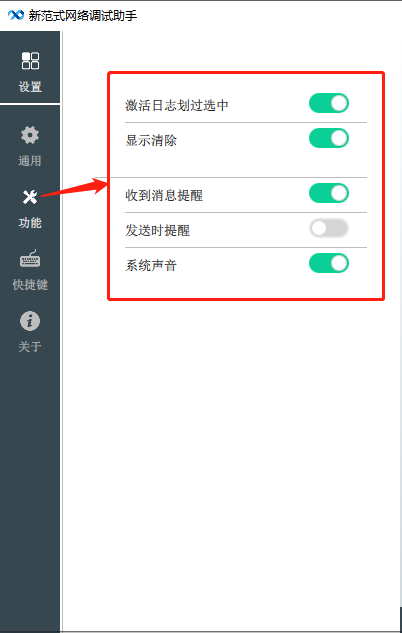 新范式网络调试助手
设置
通用
功能
快捷键
关于
激活日志划过选中
显示清除
收到消息提醒
发送时提醒
系统声音